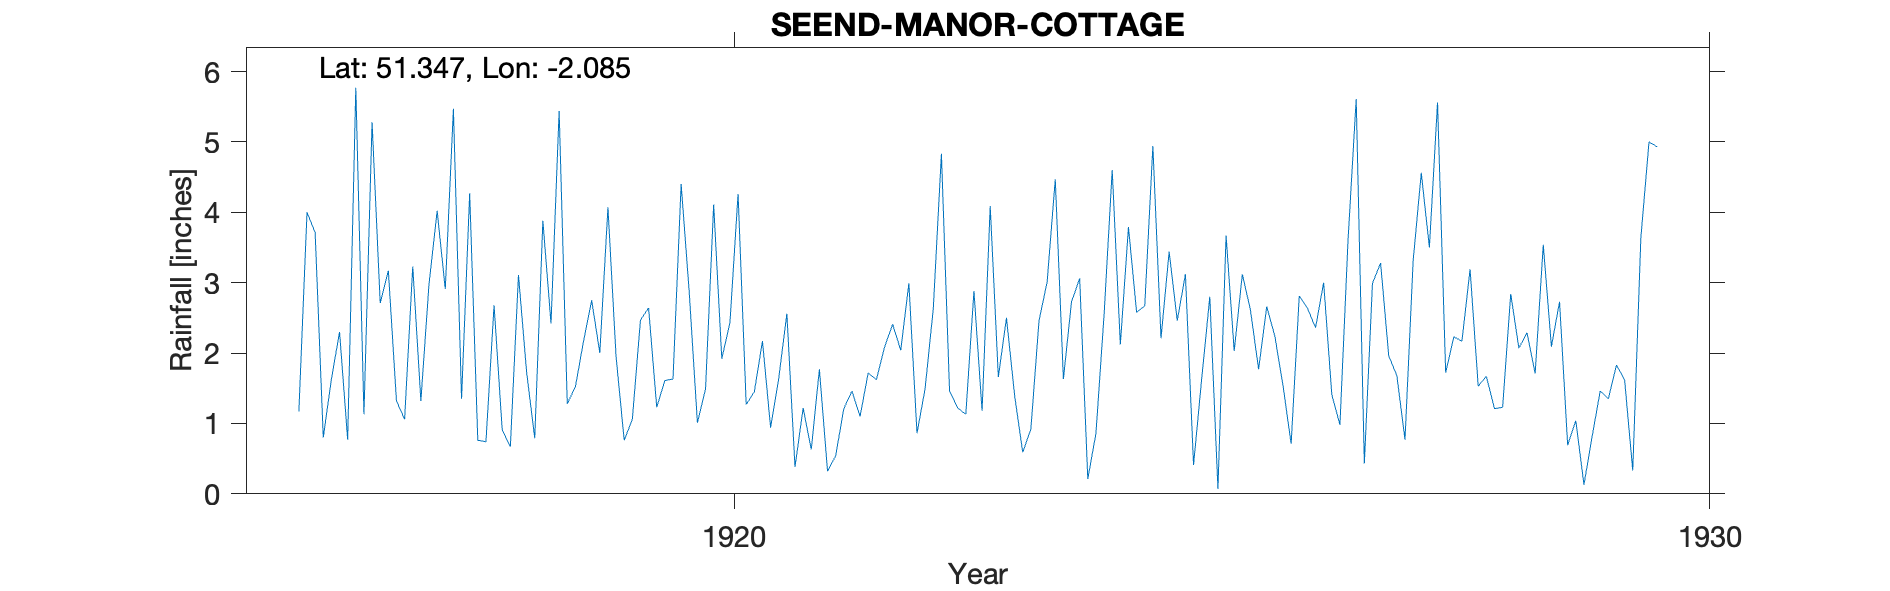 SEEND-MANOR-COTTAGE
Lat: 51.347, Lon: -2.085
6
5
4
3
2
1
0
Rainfall [inches]
1920
1930
Year